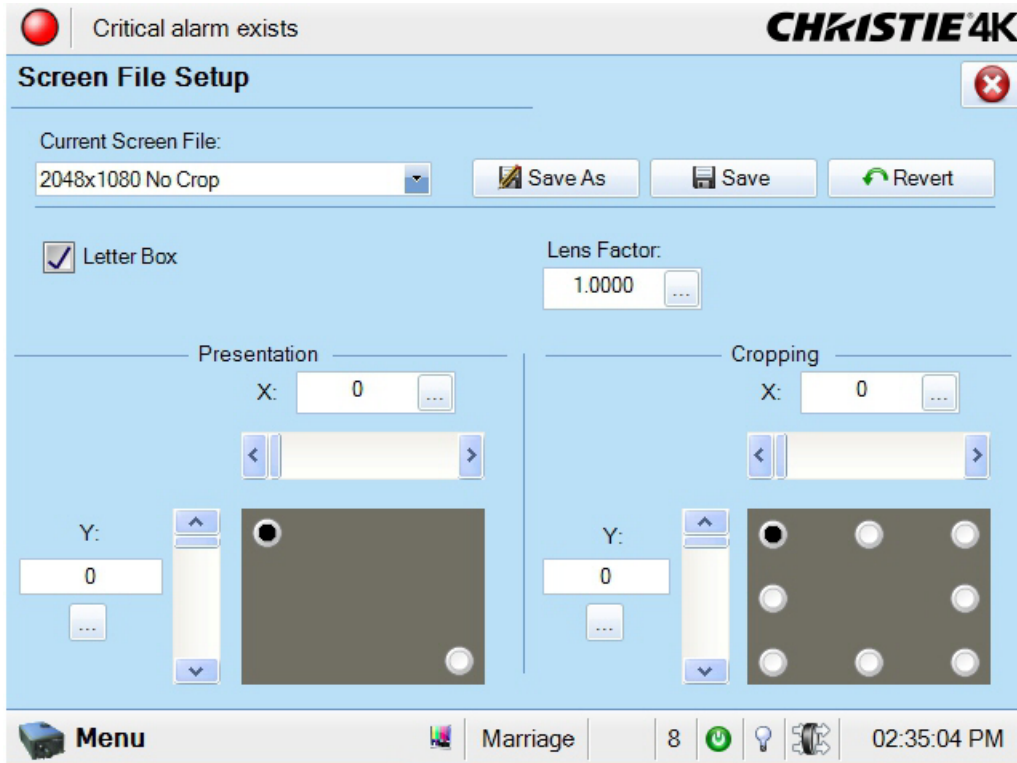 Critical alarm exists
CHRISTIE 4K
Screen File Setup
Current Screen File:
2048x1080 No Crop
Save As
Save
Revert
Letter Box
Lens Factor:
1.0000
...
Presentation
X:
0
...
Y:
0
...
Cropping
X:
0
...
Y:
0
...
Menu
Marriage
8
02:35:04 PM